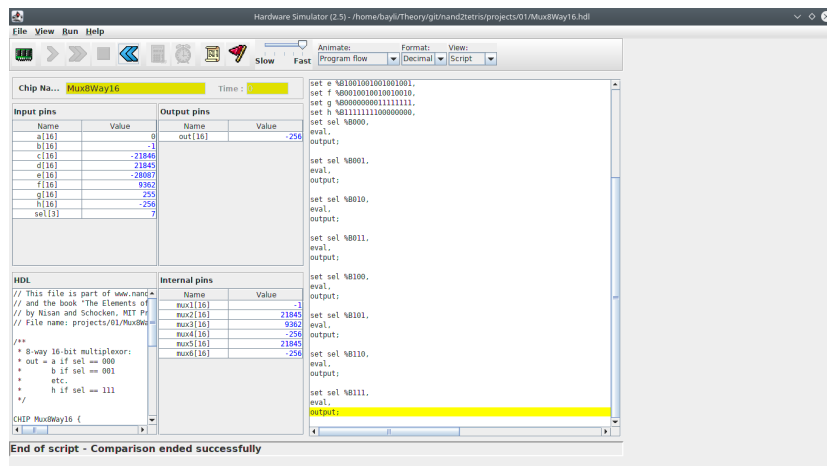 Hardware Simulator (2.5) - /home/bayli/Theory/git/nand2tetris/projects/01/Mux8Way16.hdl
File View Run Help
Slow Fast
Animate: Format: View:
Program flow Decimal Script
Chip Na... Mux8Way16 Time :
Input pins
Name Value
a[16] 0
b[16] -1
c[16] -21846
d[16] 21845
e[16] -28087
f[16] 9362
g[16] 255
h[16] -256
sel[3] 7
Output pins
Name Value
out[16] -256
HDL
// This file is part of www.nand
// and the book "The Elements of
// by Nisan and Schocken, MIT Pr
// File name: projects/01/Mux8Wa
/**
* 8-way 16-bit multiplexor:
* out = a if sel == 000
* b if sel == 001
* etc.
* h if sel == 111
*/
CHIP Mux8Way16 {
Internal pins
Name Value
mux1[16] -1
mux2[16] 21845
mux3[16] 9362
mux4[16] -256
mux5[16] 21845
mux6[16] -256
set e %B1001001001001001,
set f %B0010010010010010,
set g %B0000000011111111,
set h %B1111111100000000,
set sel %B000,
eval,
output;
set sel %B001,
eval,
output;
set sel %B010,
eval,
output;
set sel %B011,
eval,
output;
set sel %B100,
eval,
output;
set sel %B101,
eval,
output;
set sel %B110,
eval,
output;
set sel %B111,
eval,
output;
End of script - Comparison ended successfully